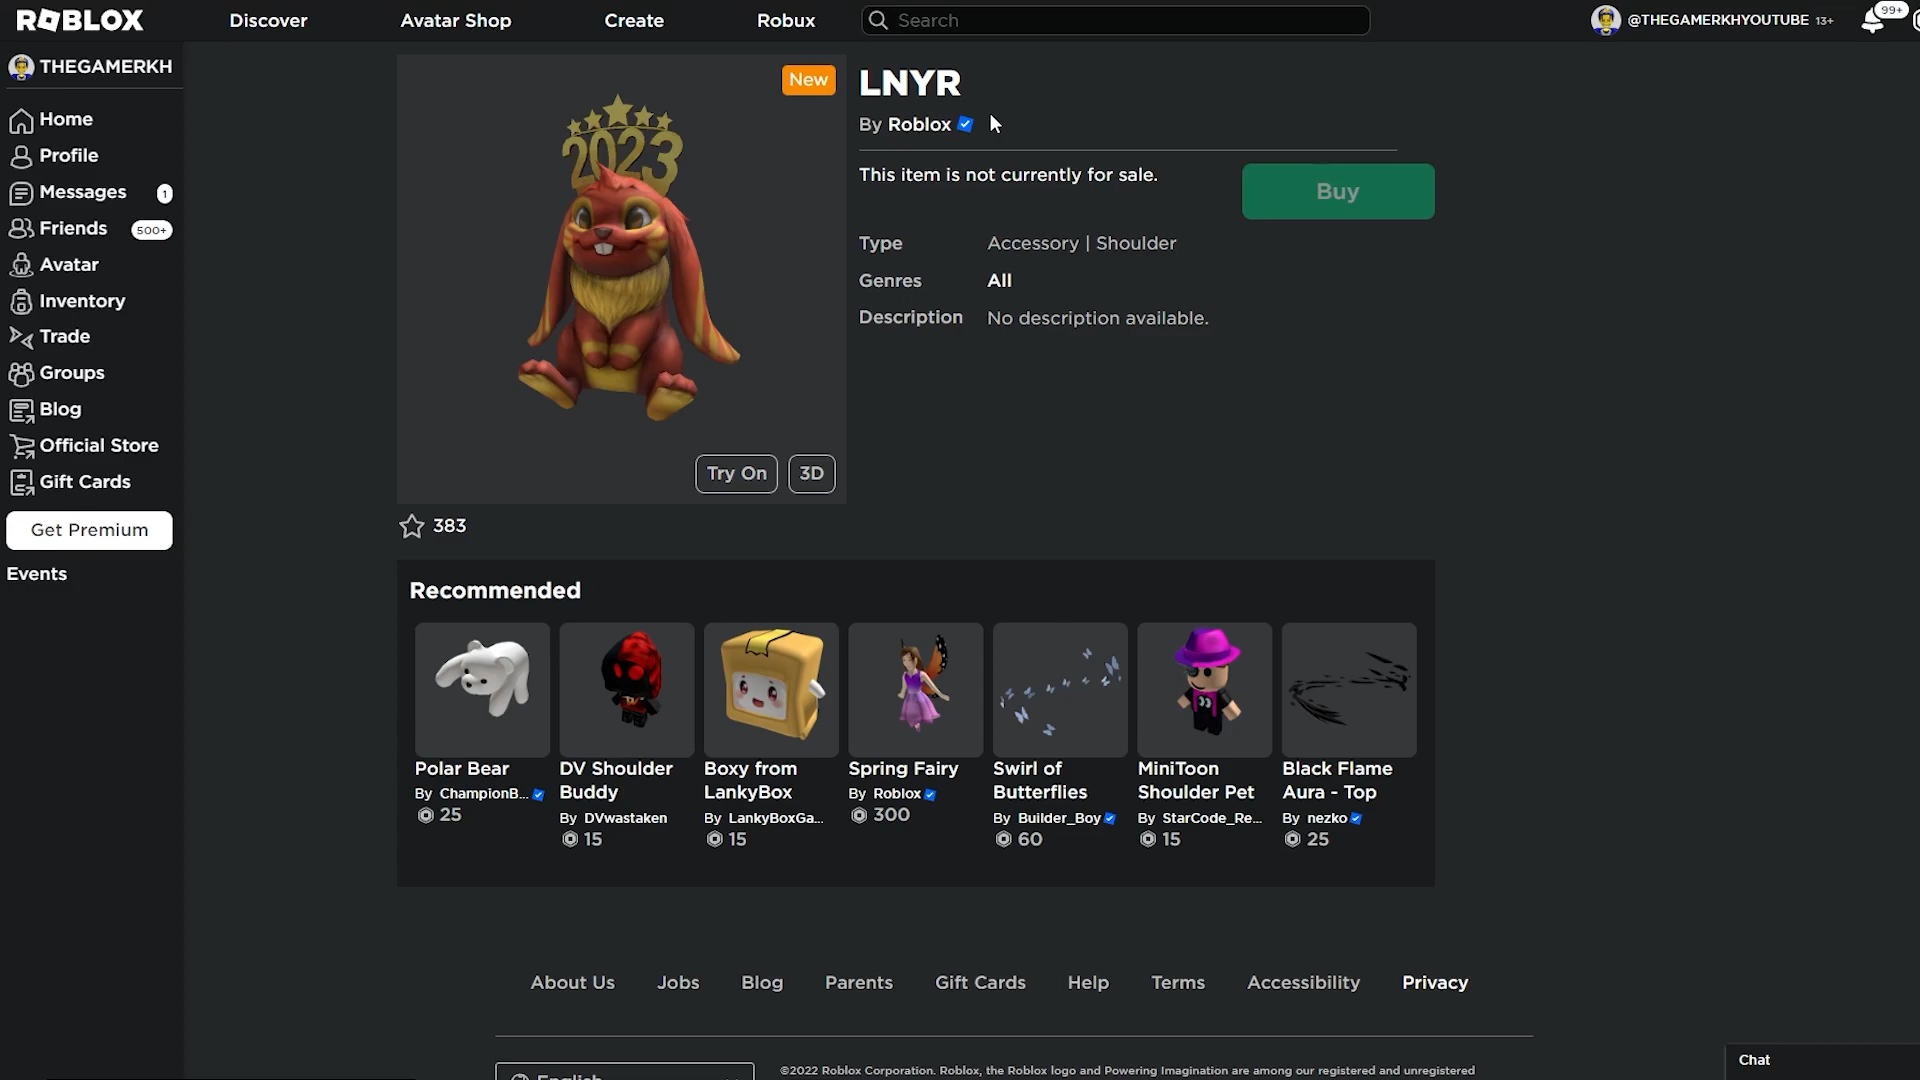 ROBLOX
Discover
Avatar Shop
Create
Robux
Search
@THEGAMERKHYOUTUBE 13+
99+
THEGAMERKH
Home
Profile
Messages 1
Friends 500+
Avatar
Inventory
Trade
Groups
Blog
Official Store
Gift Cards
Get Premium
Events
New
2023
Try On
3D
383
LNYR
By Roblox
This item is not currently for sale.
Buy
Type Accessory | Shoulder
Genres All
Description No description available.
Recommended
Polar Bear
By ChampionB...
25
DV Shoulder
Buddy
By DVwastaken
15
Boxy from
LankyBox
By LankyBoxGa...
15
Spring Fairy
By Roblox
300
Swirl of
Butterflies
By Builder_Boy
60
MiniToon
Shoulder Pet
By StarCode_Re...
15
Black Flame
Aura - Top
By nezko
25
About Us
Jobs
Blog
Parents
Gift Cards
Help
Terms
Accessibility
Privacy
English
©2022 Roblox Corporation. Roblox, the Roblox logo and Powering Imagination are among our registered and unregistered
Chat